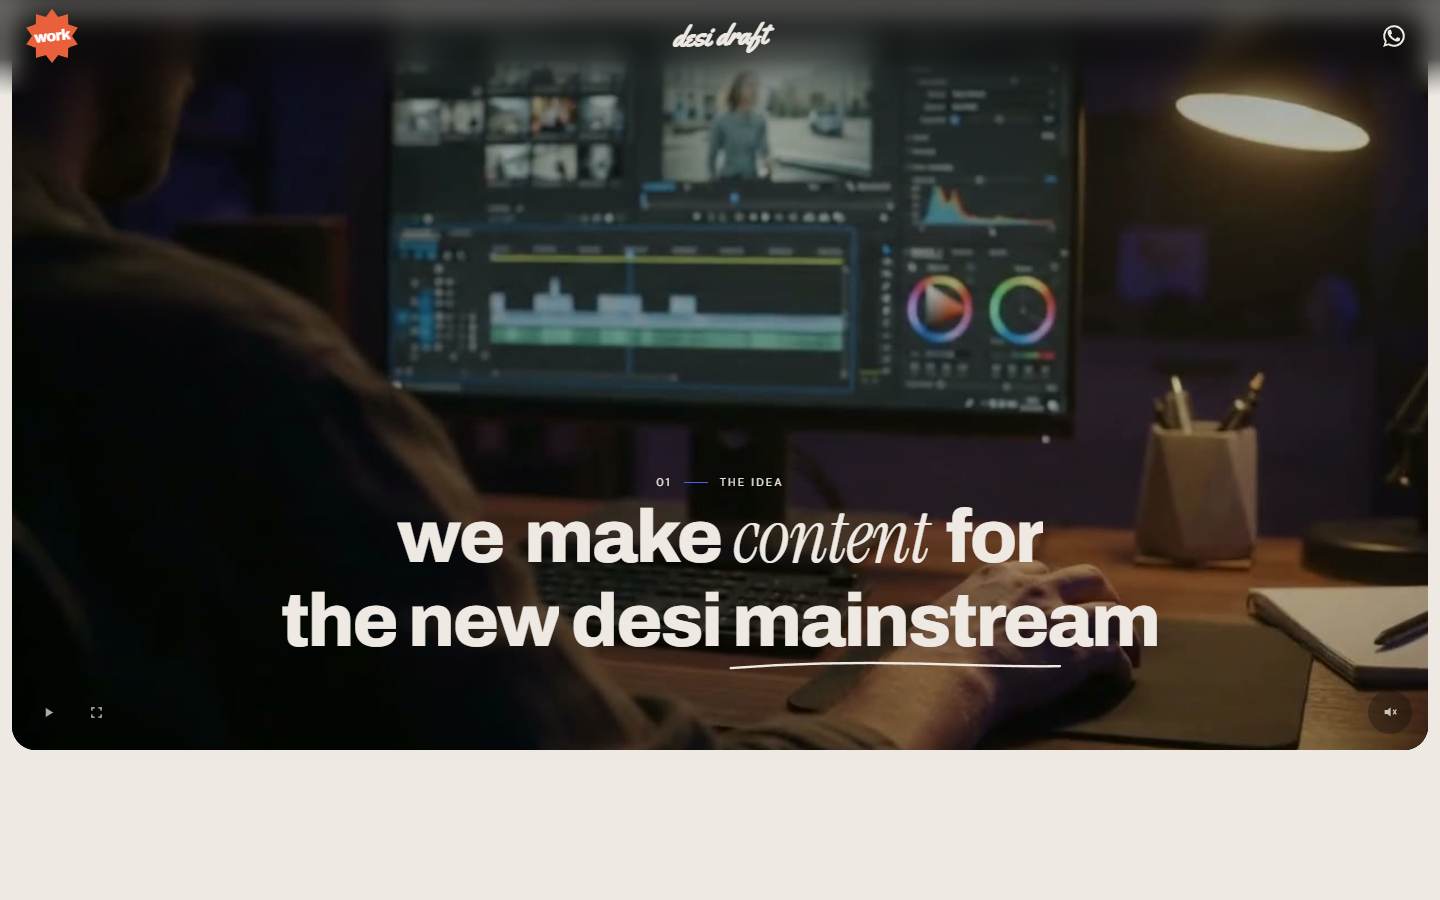 work
desi draft
01 THE IDEA
we make content for
the new desi mainstream